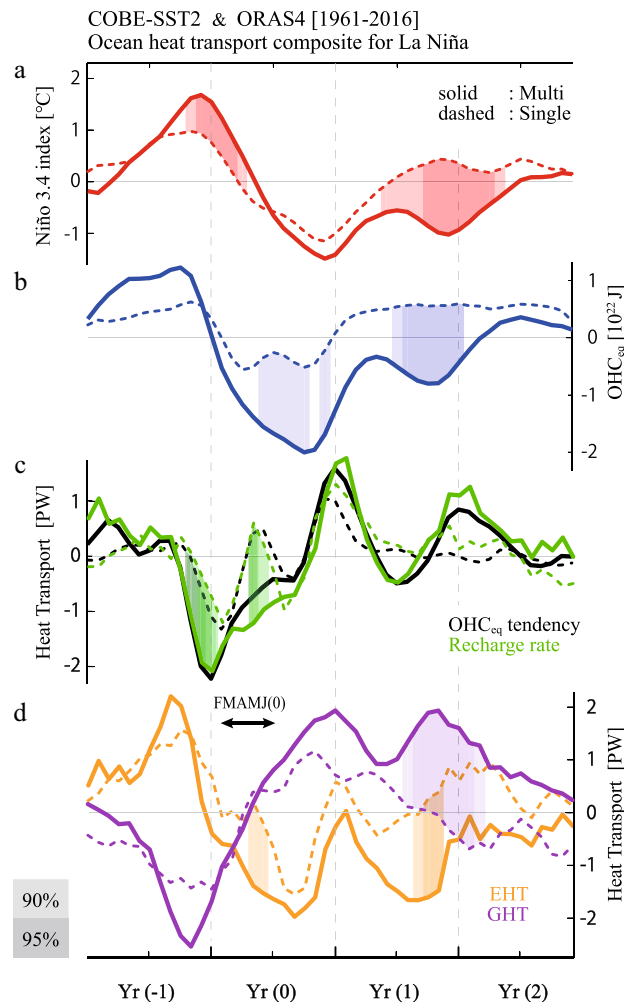 COBE-SST2 & ORAS4 [1961-2016]
Ocean heat transport composite for La Niña
a
2
1
0
-1
Niño 3.4 index [°C]
solid : Multi
dashed : Single
b
1
0
-1
-2
OHCeq [10²² J]
c
1
0
-1
-2
Heat Transport [PW]
OHCeq tendency
Recharge rate
d
FMAMJ(0)
2
1
0
-1
-2
Heat Transport [PW]
EHT
GHT
90%
95%
Yr (-1) Yr (0) Yr (1) Yr (2)